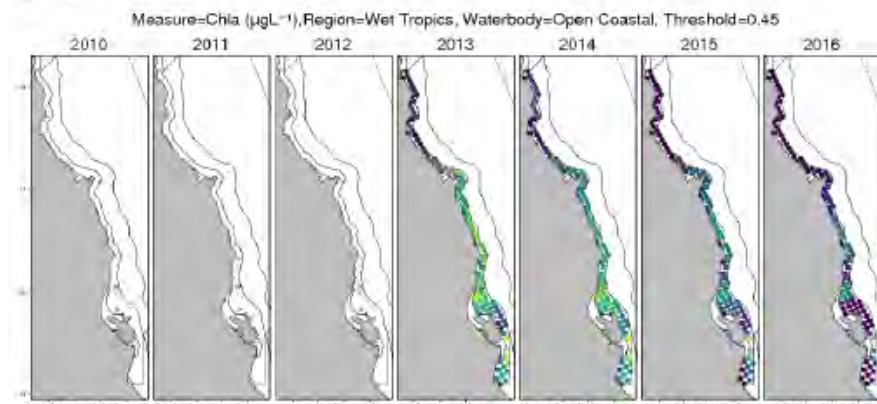 Measure=Chla (µgL⁻¹),Region=Wet Tropics, Waterbody=Open Coastal, Threshold=0.45
2010 2011 2012 2013 2014 2015 2016